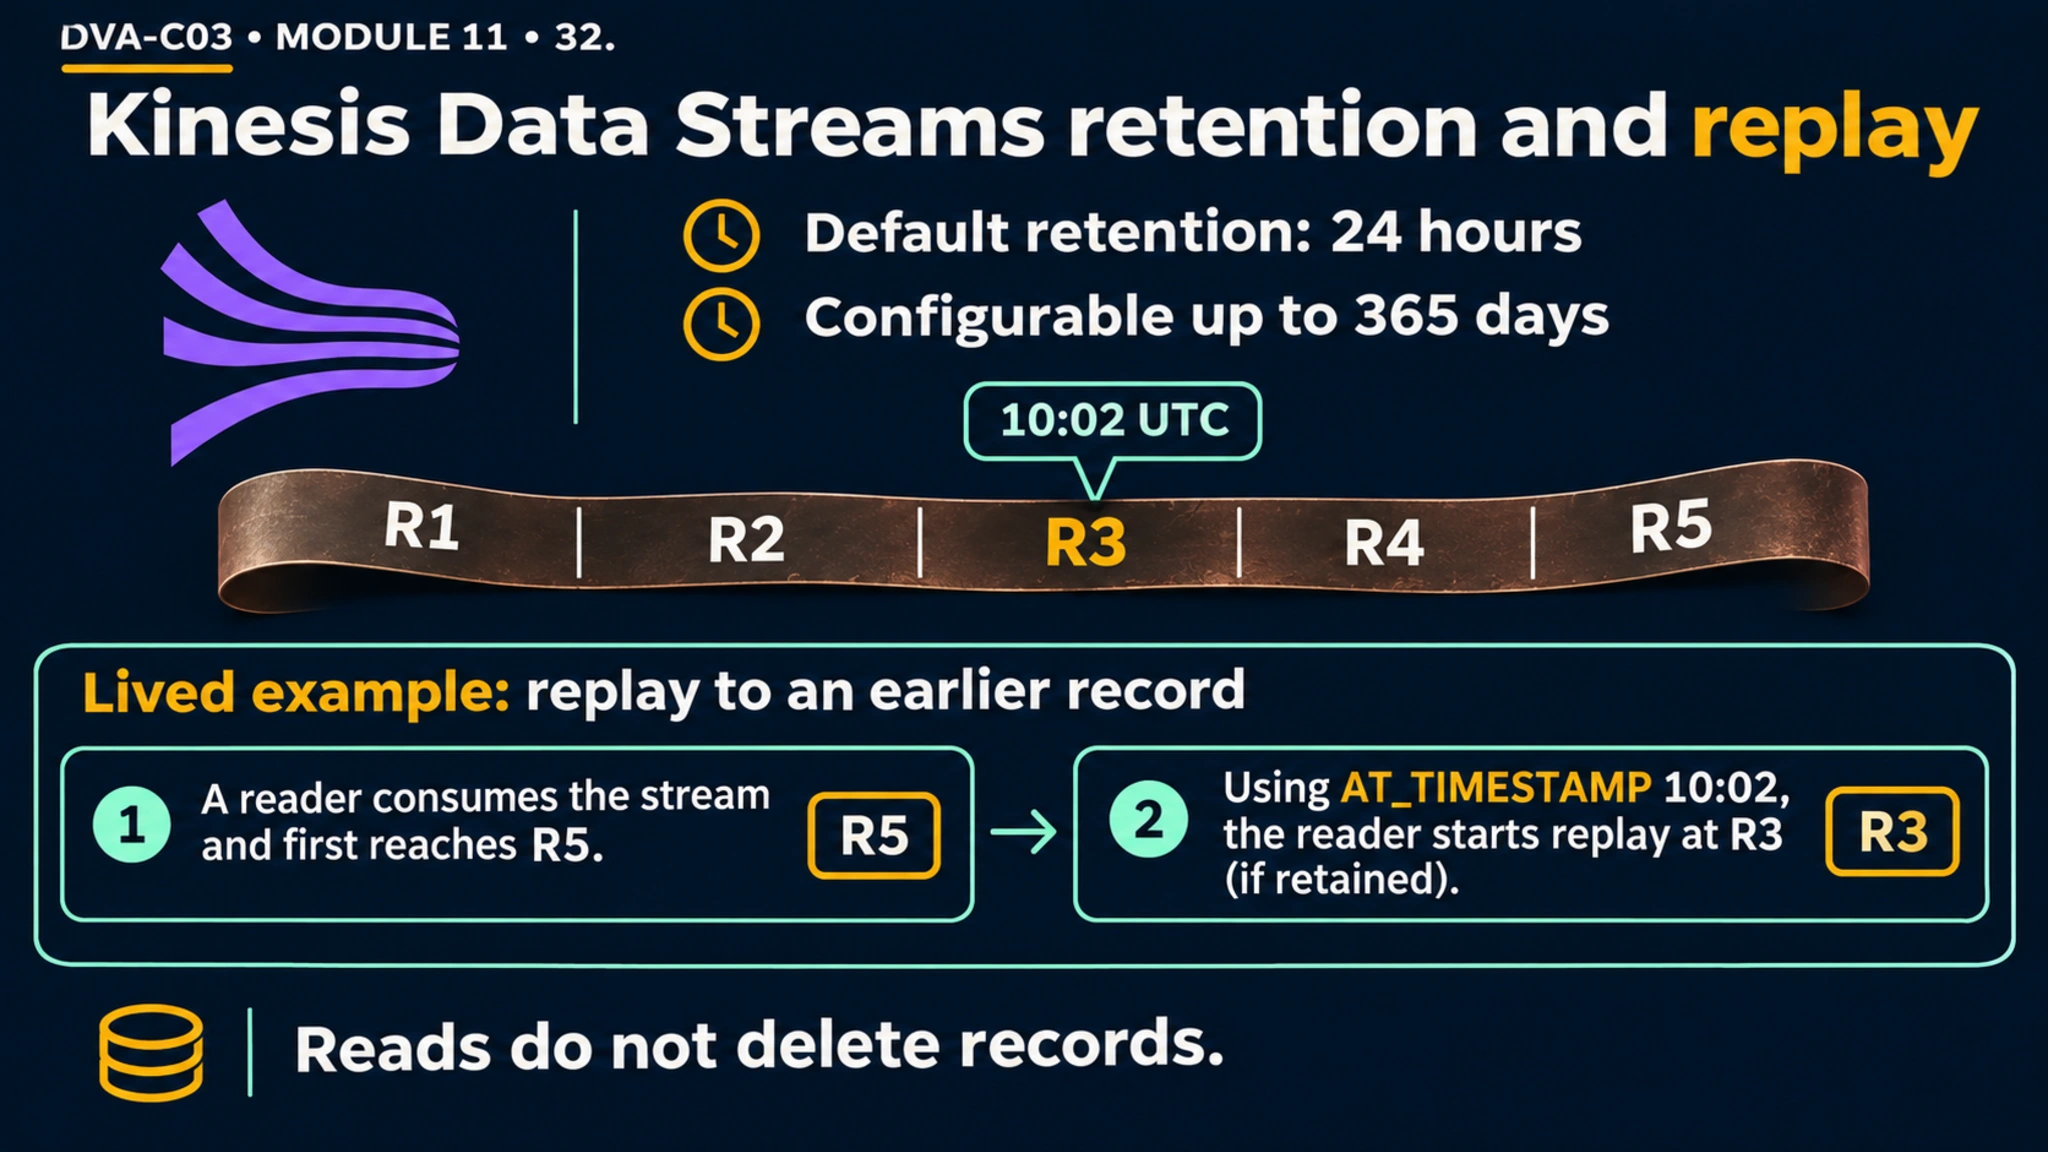 DVA-C03 • MODULE 11 • 32.
Kinesis Data Streams retention and replay
Default retention: 24 hours
Configurable up to 365 days
10:02 UTC
R1
R2
R3
R4
R5
Lived example: replay to an earlier record
1
A reader consumes the stream
and first reaches R5.
R5
2
Using AT_TIMESTAMP 10:02,
the reader starts replay at R3
(if retained).
R3
Reads do not delete records.